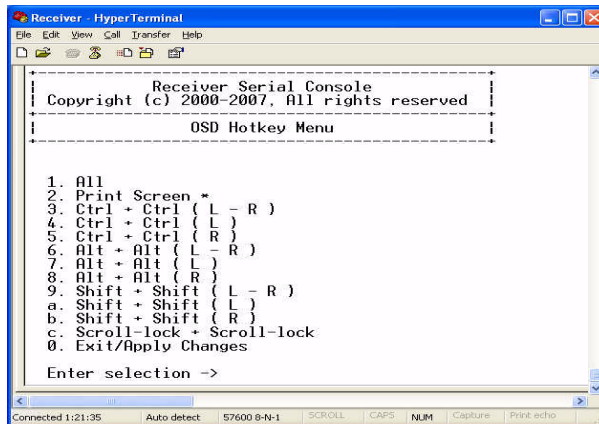 Receiver - HyperTerminal
File Edit View Call Transfer Help
Receiver Serial Console
Copyright (c) 2000-2007, All rights reserved
OSD Hotkey Menu
1. All
2. Print Screen *
3. Ctrl + Ctrl ( L - R )
4. Ctrl + Ctrl ( L )
5. Ctrl + Ctrl ( R )
6. Alt + Alt ( L - R )
7. Alt + Alt ( L )
8. Alt + Alt ( R )
9. Shift + Shift ( L - R )
a. Shift + Shift ( L )
b. Shift + Shift ( R )
c. Scroll-lock + Scroll-lock
0. Exit/Apply Changes
Enter selection ->
Connected 1:21:35 Auto detect 57600 8-N-1 SCROLL CAPS NUM Capture Print echo